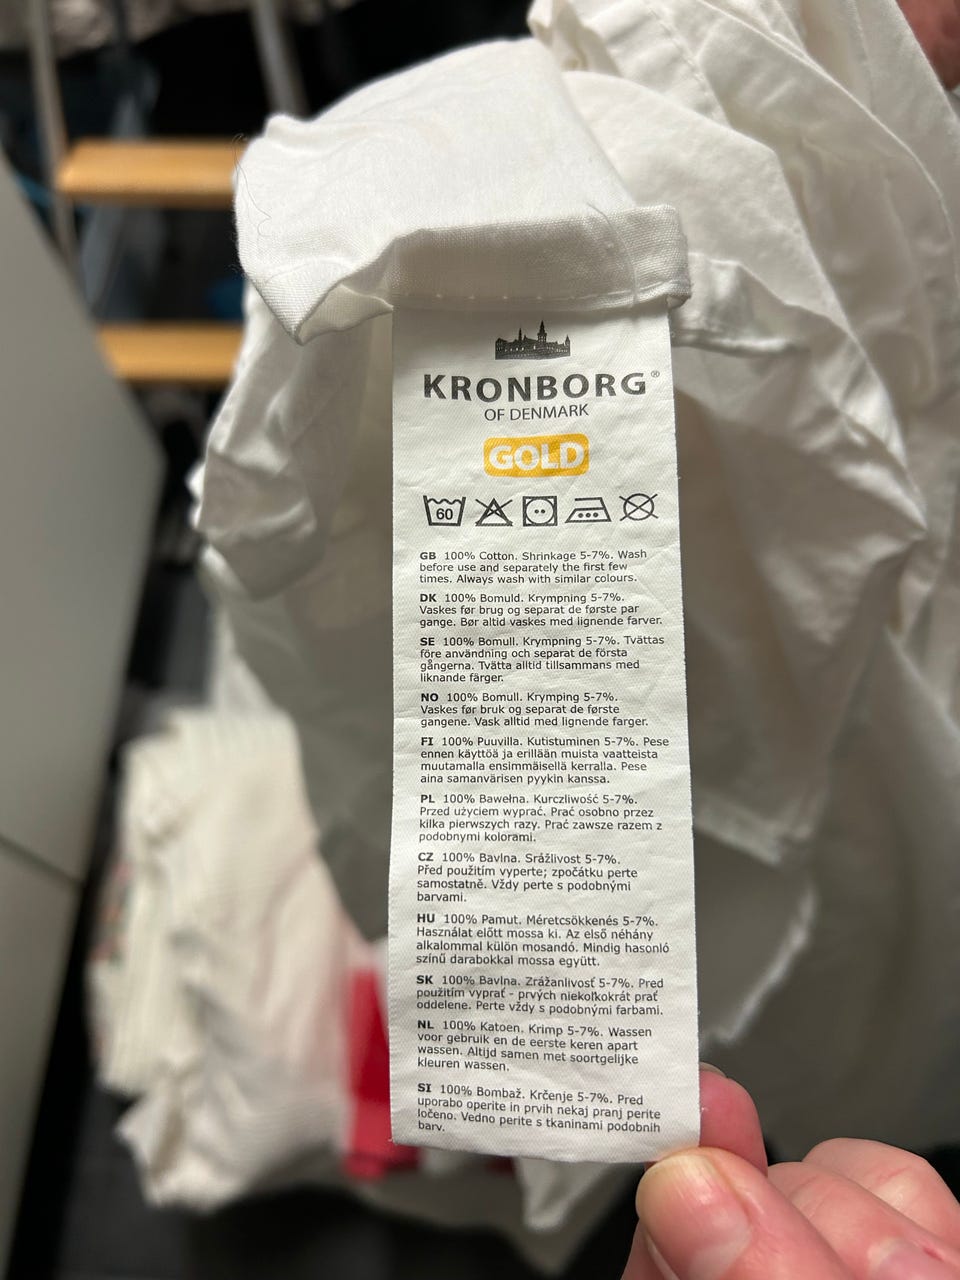 KRONBORG®
OF DENMARK
GOLD
60
GB 100% Cotton. Shrinkage 5-7%. Wash
before use and separately the first few
times. Always wash with similar colours.
DK 100% Bomuld. Krympning 5-7%.
Vaskes før brug og separat de første par
gange. Bør altid vaskes med lignende farver.
SE 100% Bomull. Krympning 5-7%. Tvättas
före användning och separat de första
gångerna. Tvätta alltid tillsammans med
liknande färger.
NO 100% Bomull. Krymping 5-7%.
Vaskes før bruk og separat de første
gangene. Vask alltid med lignende farger.
FI 100% Puuvilla. Kutistuminen 5-7%. Pese
ennen käyttöä ja erillään muista vaatteista
muutamalla ensimmäisellä kerralla. Pese
aina samanvärisen pyykin kanssa.
PL 100% Bawełna. Kurczliwość 5-7%.
Przed użyciem wyprać. Prać osobno przez
kilka pierwszych razy. Prać zawsze razem z
podobnymi kolorami.
CZ 100% Bavlna. Srážlivost 5-7%.
Před použitím vyperte; zpočátku perte
samostatně. Vždy perte s podobnými
barvami.
HU 100% Pamut. Méretcsökkenés 5-7%.
Használat előtt mossa ki. Az első néhány
alkalommal külön mosandó. Mindig hasonló
színű darabokkal mossa együtt.
SK 100% Bavlna. Zrážanlivosť 5-7%. Pred
použitím vyprať - prvých niekoľkokrát prať
oddelene. Perte vždy s podobnými farbami.
NL 100% Katoen. Krimp 5-7%. Wassen
voor gebruik en de eerste keren apart
wassen. Altijd samen met soortgelijke
kleuren wassen.
SI 100% Bombaž. Krčenje 5-7%. Pred
uporabo operite in prvih nekaj pranj perite
ločeno. Vedno perite s tkaninami podobnih
barv.